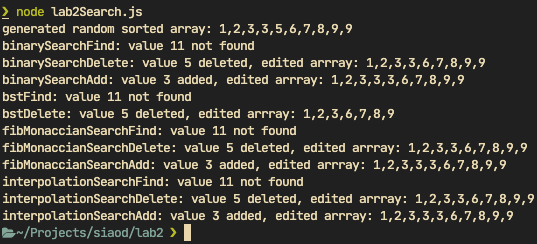 ❯ node lab2Search.js
generated random sorted array: 1,2,3,3,5,6,7,8,9,9
binarySearchFind: value 11 not found
binarySearchDelete: value 5 deleted, edited arrray: 1,2,3,3,6,7,8,9,9
binarySearchAdd: value 3 added, edited arrray: 1,2,3,3,3,6,7,8,9,9
bstFind: value 11 not found
bstDelete: value 5 deleted, edited arrray: 1,2,3,6,7,8,9
fibMonaccianSearchFind: value 11 not found
fibMonaccianSearchDelete: value 5 deleted, edited arrray: 1,2,3,3,6,7,8,9,9
fibMonaccianSearchAdd: value 3 added, edited arrray: 1,2,3,3,3,6,7,8,9,9
interpolationSearchFind: value 11 not found
interpolationSearchDelete: value 5 deleted, edited arrray: 1,2,3,3,6,7,8,9,9
interpolationSearchAdd: value 3 added, edited arrray: 1,2,3,3,3,6,7,8,9,9
~/Projects/siaod/lab2 ❯